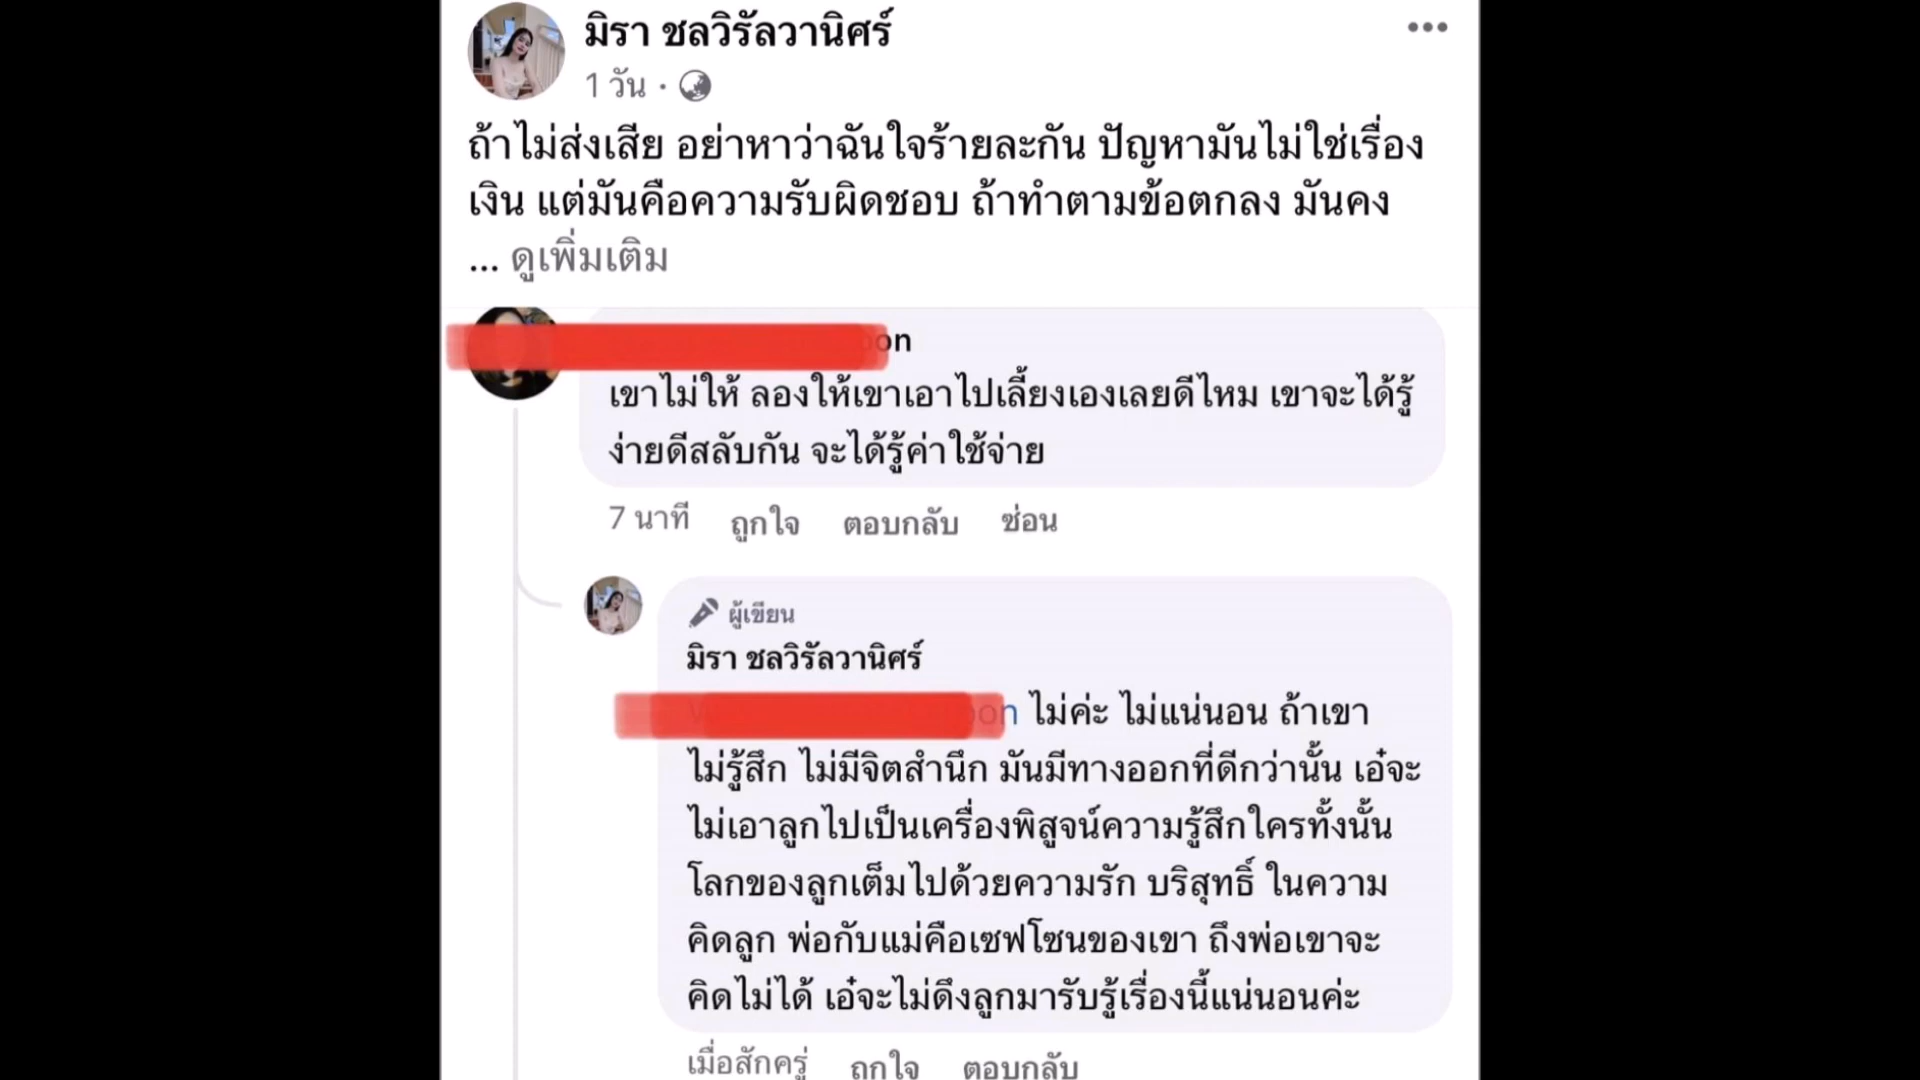 มิรา ชลวิรัลวานิศร์
1 วัน ·
ถ้าไม่ส่งเสีย อย่าหาว่าฉันใจร้ายละกัน ปัญหามันไม่ใช่เรื่อง
เงิน แต่มันคือความรับผิดชอบ ถ้าทำตามข้อตกลง มันคง
... ดูเพิ่มเติม
เขาไม่ให้ ลองให้เขาเอาไปเลี้ยงเองเลยดีไหม เขาจะได้รู้
ง่ายดีสลับกัน จะได้รู้ค่าใช้จ่าย
7 นาที ถูกใจ ตอบกลับ ซ่อน
ผู้เขียน
มิรา ชลวิรัลวานิศร์
ไม่ค่ะ ไม่แน่นอน ถ้าเขา
ไม่รู้สึก ไม่มีจิตสำนึก มันมีทางออกที่ดีกว่านั้น เอ๋จะ
ไม่เอาลูกไปเป็นเครื่องพิสูจน์ความรู้สึกใครทั้งนั้น
โลกของลูกเต็มไปด้วยความรัก บริสุทธิ์ ในความ
คิดลูก พ่อกับแม่คือเซฟโซนของเขา ถึงพ่อเขาจะ
คิดไม่ได้ เอ๋จะไม่ดึงลูกมารับรู้เรื่องนี้แน่นอนค่ะ
เมื่อสักครู่ ถูกใจ ตอบกลับ